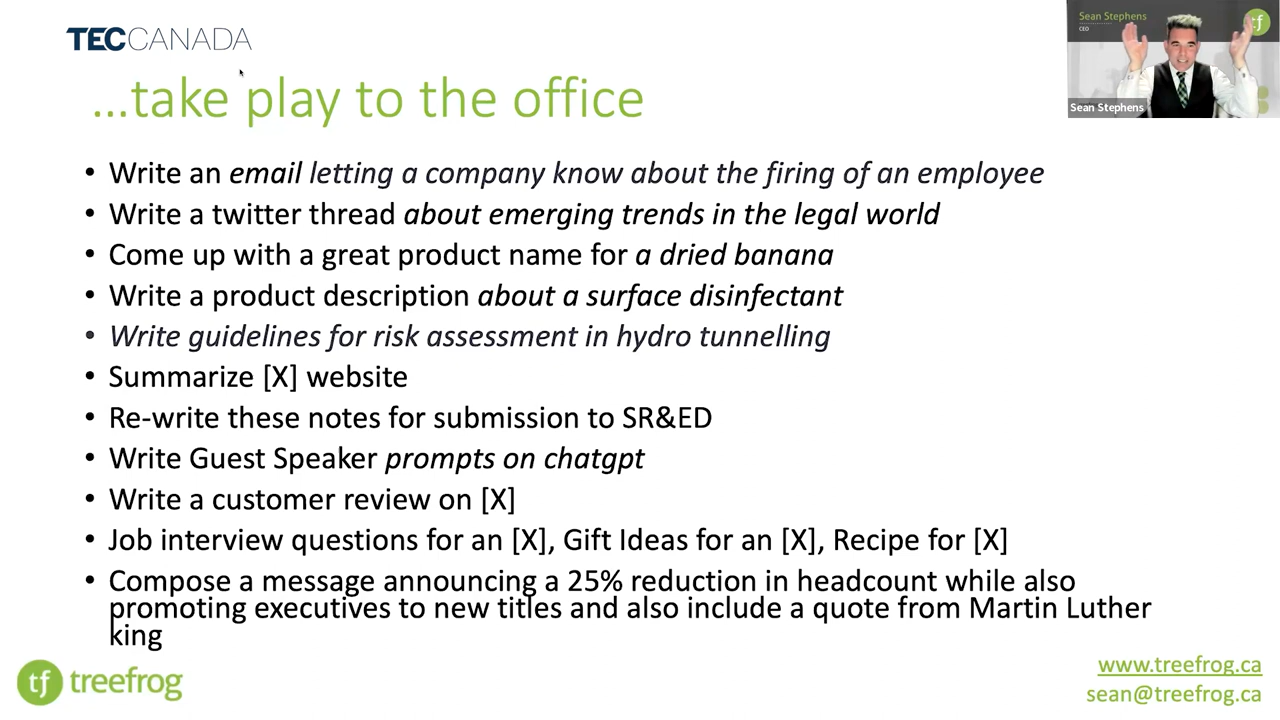 TECCANADA
Sean Stephens
CEO
tf
Sean Stephens
...take play to the office
• Write an email letting a company know about the firing of an employee
• Write a twitter thread about emerging trends in the legal world
• Come up with a great product name for a dried banana
• Write a product description about a surface disinfectant
• Write guidelines for risk assessment in hydro tunnelling
• Summarize [X] website
• Re-write these notes for submission to SR&ED
• Write Guest Speaker prompts on chatgpt
• Write a customer review on [X]
• Job interview questions for an [X], Gift Ideas for an [X], Recipe for [X]
• Compose a message announcing a 25% reduction in headcount while also
promoting executives to new titles and also include a quote from Martin Luther
king
tf treefrog
www.treefrog.ca
sean@treefrog.ca